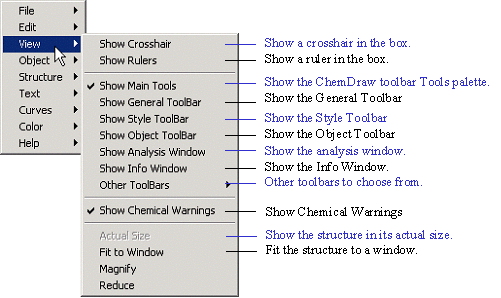 File
Edit
View
Object
Structure
Text
Curves
Color
Help
Show Crosshair Show a crosshair in the box.
Show Rulers Show a ruler in the box.
Show Main Tools Show the ChemDraw toolbar Tools palette.
Show General ToolBar Show the General Toolbar
Show Style ToolBar Show the Style Toolbar
Show Object ToolBar Show the Object Toolbar
Show Analysis Window Show the analysis window.
Show Info Window Show the Info Window.
Other ToolBars Other toolbars to choose from.
Show Chemical Warnings Show Chemical Warnings
Actual Size Show the structure in its actual size.
Fit to Window Fit the structure to a window.
Magnify
Reduce